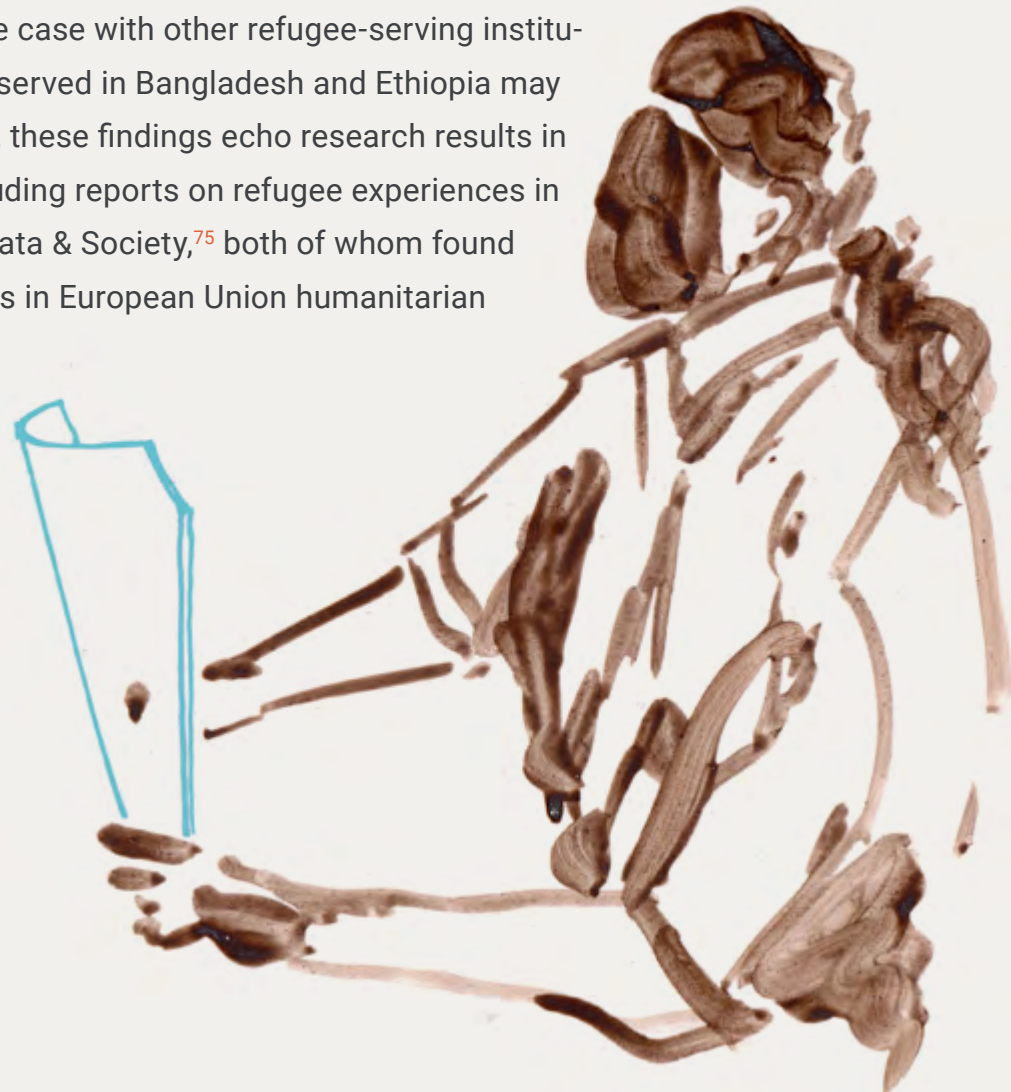 e case with other refugee-serving institu-
served in Bangladesh and Ethiopia may
these findings echo research results in
uding reports on refugee experiences in
ata & Society,75 both of whom found
s in European Union humanitarian